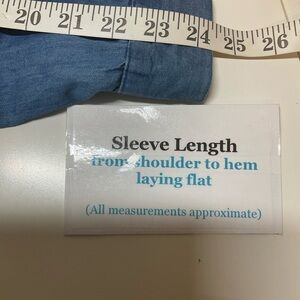 20 21 22 23 24 25 26
Sleeve Length
from shoulder to hem
laying flat
(All measurements approximate)